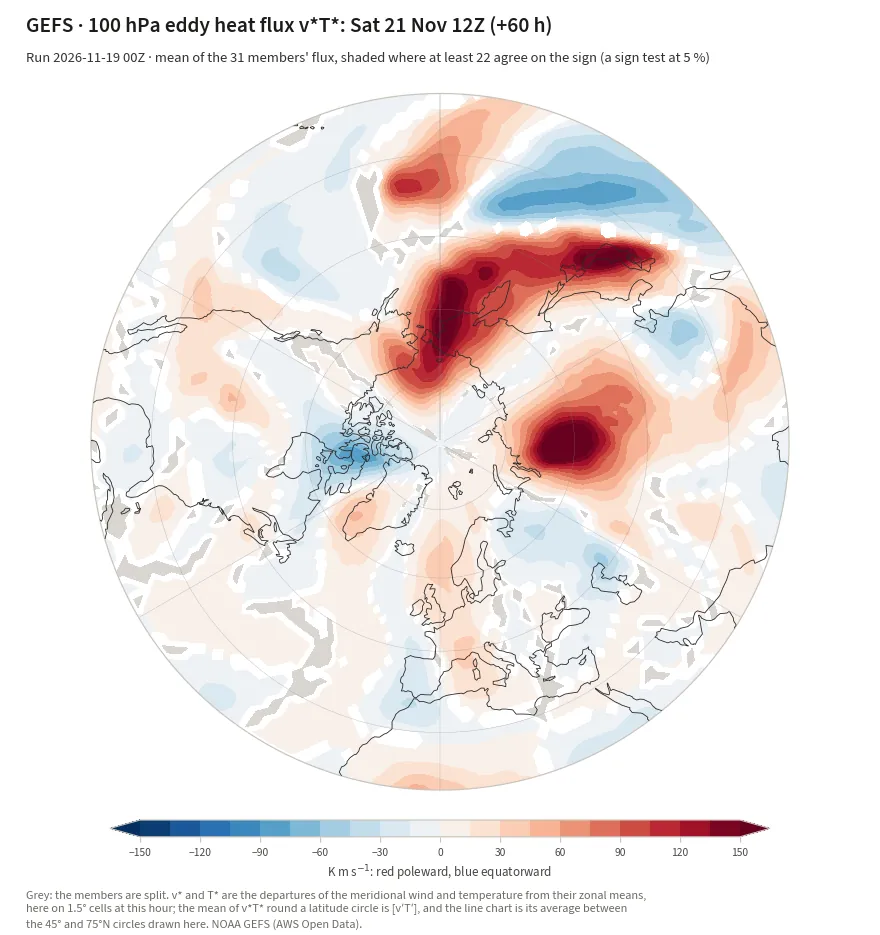 GEFS · 100 hPa eddy heat flux v*T*: Sat 21 Nov 12Z (+60 h)
Run 2026-11-19 00Z · mean of the 31 members' flux, shaded where at least 22 agree on the sign (a sign test at 5 %)
−150 −120 −90 −60 −30 0 30 60 90 120 150
K m s⁻¹: red poleward, blue equatorward
Grey: the members are split. v* and T* are the departures of the meridional wind and temperature from their zonal means,
here on 1.5° cells at this hour; the mean of v*T* round a latitude circle is [v'T'], and the line chart is its average between
the 45° and 75°N circles drawn here. NOAA GEFS (AWS Open Data).